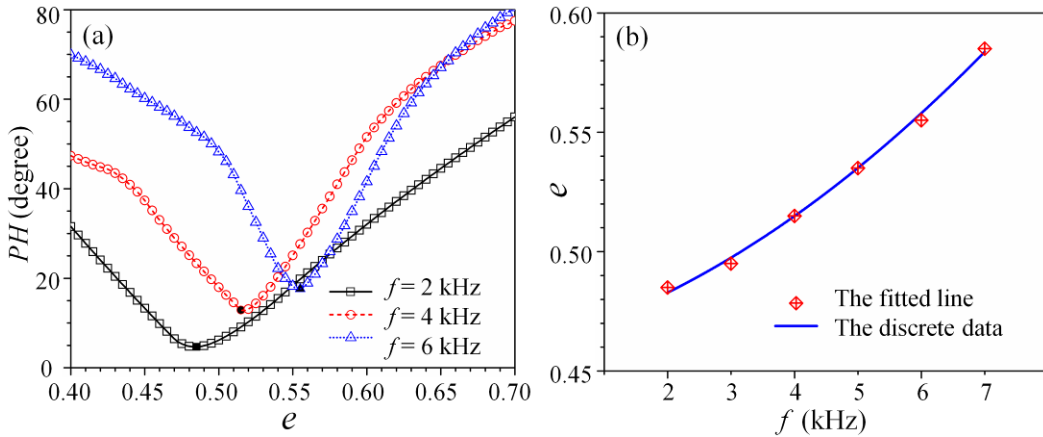 (a)
80
60
40
20
0
PH (degree)
f = 2 kHz
f = 4 kHz
f = 6 kHz
0.40 0.45 0.50 0.55 0.60 0.65 0.70
e
(b)
0.60
0.55
0.50
0.45
e
The fitted line
The discrete data
2 3 4 5 6 7
f (kHz)